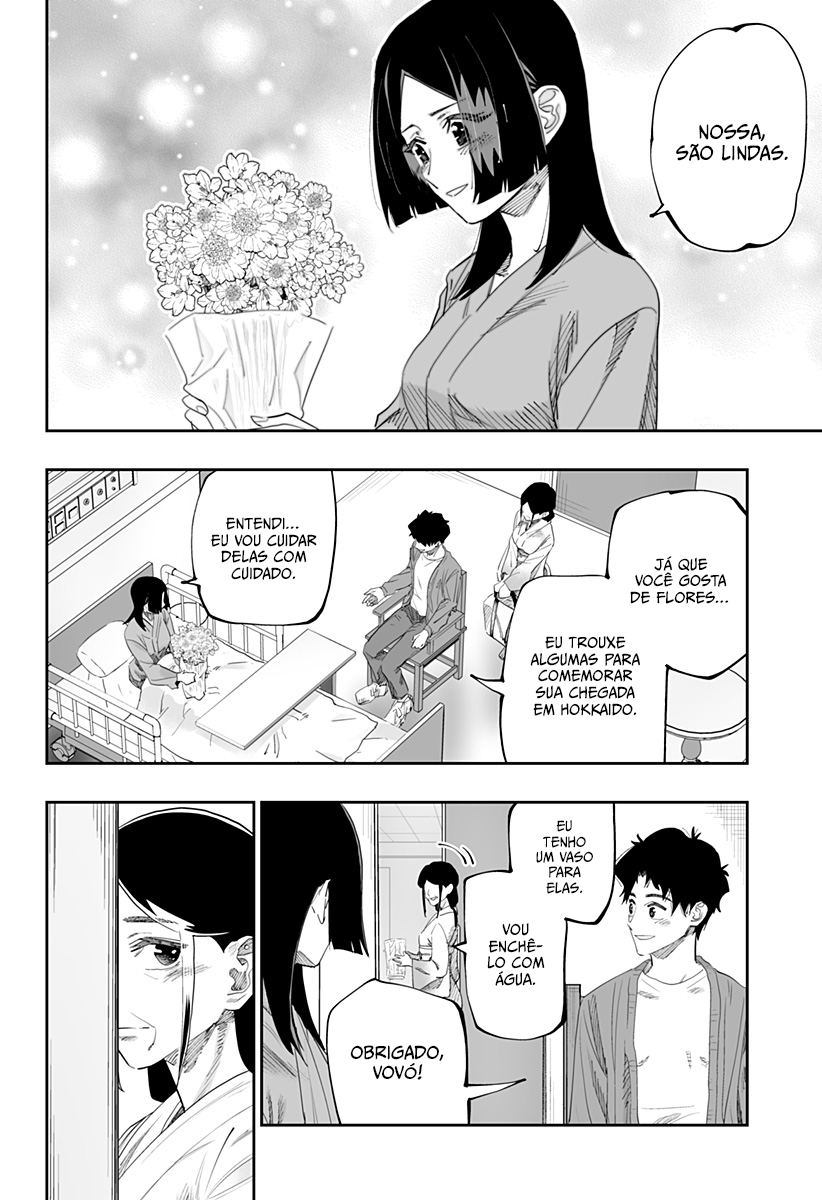 NOSSA,
SÃO LINDAS.
JÁ QUE
VOCÊ GOSTA
DE FLORES...
EU TROUXE
ALGUMAS PARA
COMEMORAR
SUA CHEGADA
EM HOKKAIDO.
ENTENDI...
EU VOU CUIDAR
DELAS COM
CUIDADO.
EU
TENHO
UM VASO
PARA
ELAS.
VOU
ENCHÊ-
LO COM
ÁGUA.
OBRIGADO,
VOVÓ!